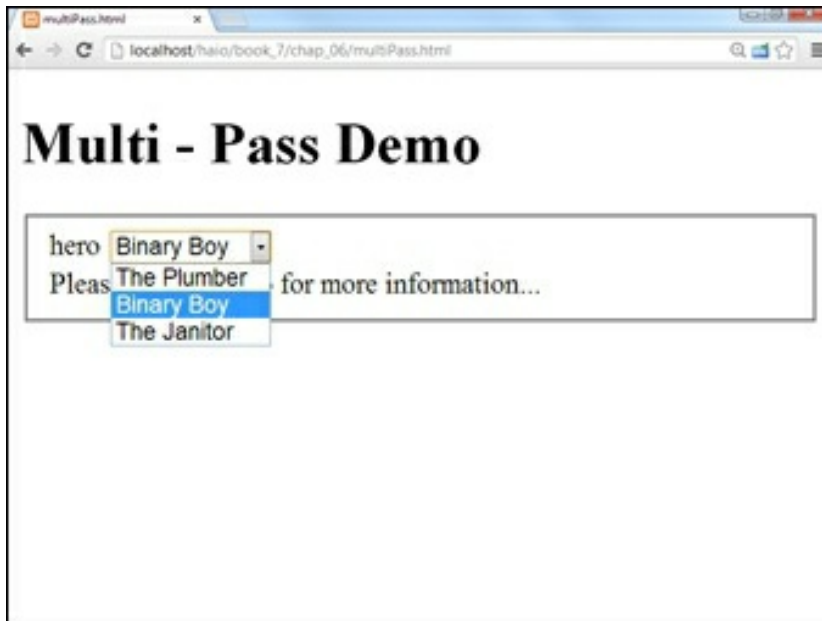 multiPass.html
localhost/haio/book_7/chap_06/multiPass.html
Multi - Pass Demo
hero Binary Boy
The Plumber
Pleas for more information...
Binary Boy
The Janitor